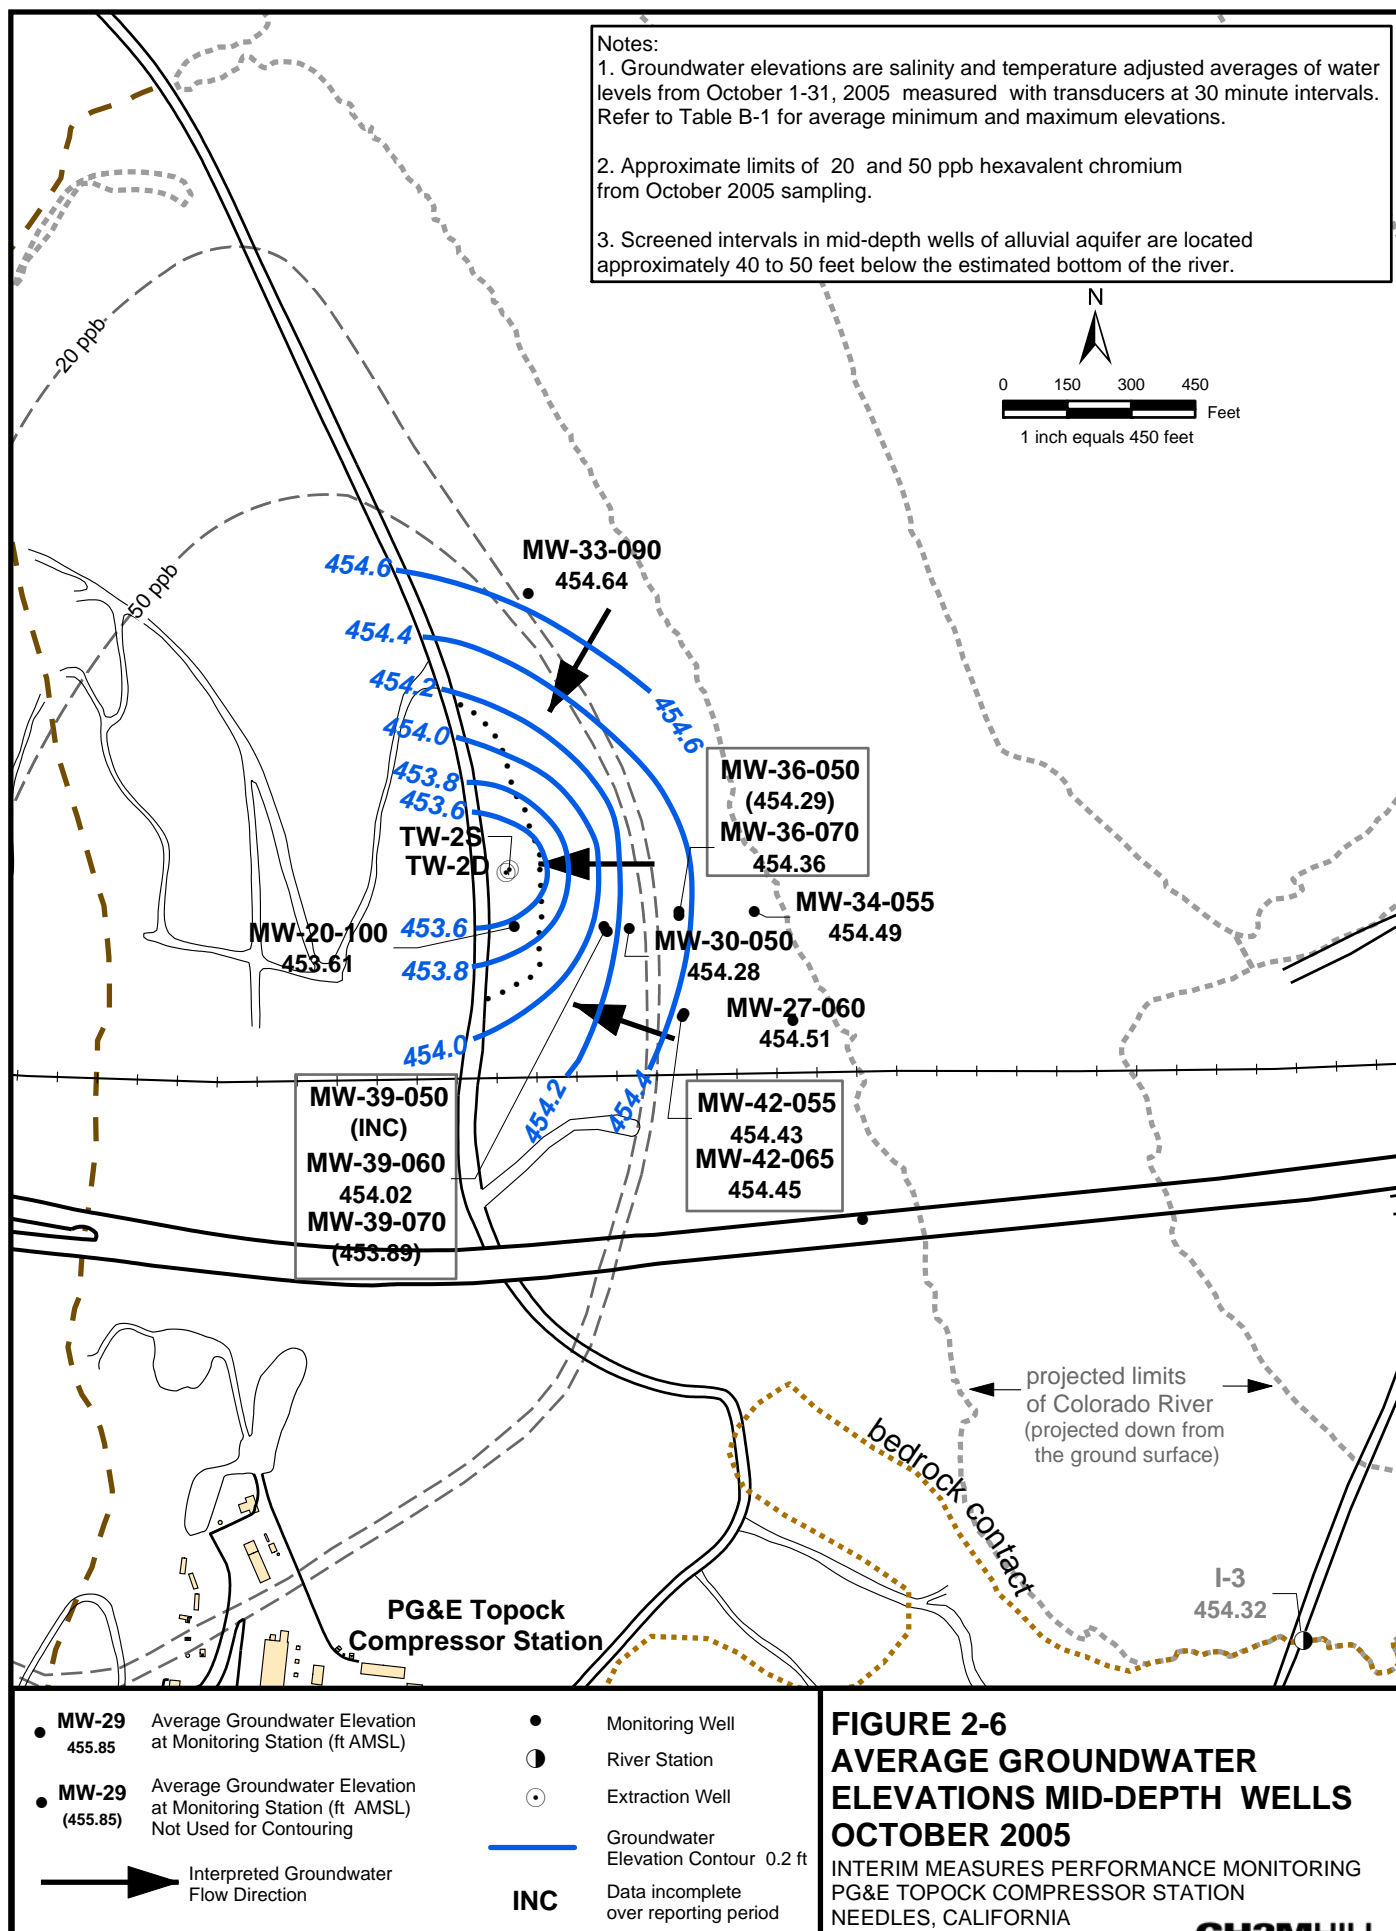 Notes:
1. Groundwater elevations are salinity and temperature adjusted averages of water
levels from October 1-31, 2005 measured with transducers at 30 minute intervals.
Refer to Table B-1 for average minimum and maximum elevations.
2. Approximate limits of 20 and 50 ppb hexavalent chromium
from October 2005 sampling.
3. Screened intervals in mid-depth wells of alluvial aquifer are located
approximately 40 to 50 feet below the estimated bottom of the river.
N
0 150 300 450
Feet
1 inch equals 450 feet
20 ppb
50 ppb
454.6
MW-33-090
454.64
454.4
454.2
454.0
453.8
453.6
454.6
MW-36-050
(454.29)
MW-36-070
454.36
TW-2S
TW-2D
MW-34-055
454.49
MW-20-100
453.61
453.6
453.8
MW-30-050
454.28
MW-27-060
454.51
454.0
454.2
454.4
MW-39-050
(INC)
MW-39-060
454.02
MW-39-070
(453.89)
MW-42-055
454.43
MW-42-065
454.45
projected limits
of Colorado River
(projected down from
the ground surface)
bedrock contact
I-3
454.32
PG&E Topock
Compressor Station
MW-29
455.85
Average Groundwater Elevation
at Monitoring Station (ft AMSL)
MW-29
(455.85)
Average Groundwater Elevation
at Monitoring Station (ft AMSL)
Not Used for Contouring
Interpreted Groundwater
Flow Direction
Monitoring Well
River Station
Extraction Well
Groundwater
Elevation Contour 0.2 ft
INC
Data incomplete
over reporting period
FIGURE 2-6
AVERAGE GROUNDWATER
ELEVATIONS MID-DEPTH WELLS
OCTOBER 2005
INTERIM MEASURES PERFORMANCE MONITORING
PG&E TOPOCK COMPRESSOR STATION
NEEDLES, CALIFORNIA